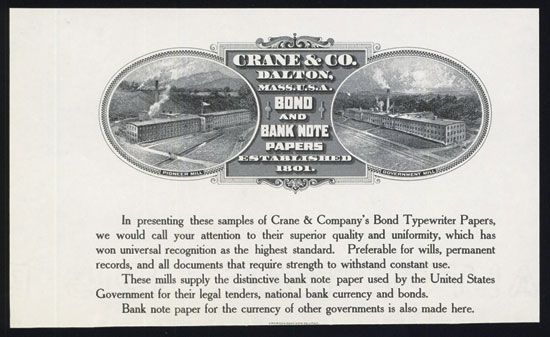 CRANE & CO.
DALTON,
MASS. U.S.A.
BOND
AND
BANK NOTE
PAPERS
ESTABLISHED
1801.
PIONEER MILL
GOVERNMENT MILL
In presenting these samples of Crane & Company's Bond Typewriter Papers,
we would call your attention to their superior quality and uniformity, which has
won universal recognition as the highest standard. Preferable for wills, permanent
records, and all documents that require strength to withstand constant use.
These mills supply the distinctive bank note paper used by the United States
Government for their legal tenders, national bank currency and bonds.
Bank note paper for the currency of other governments is also made here.